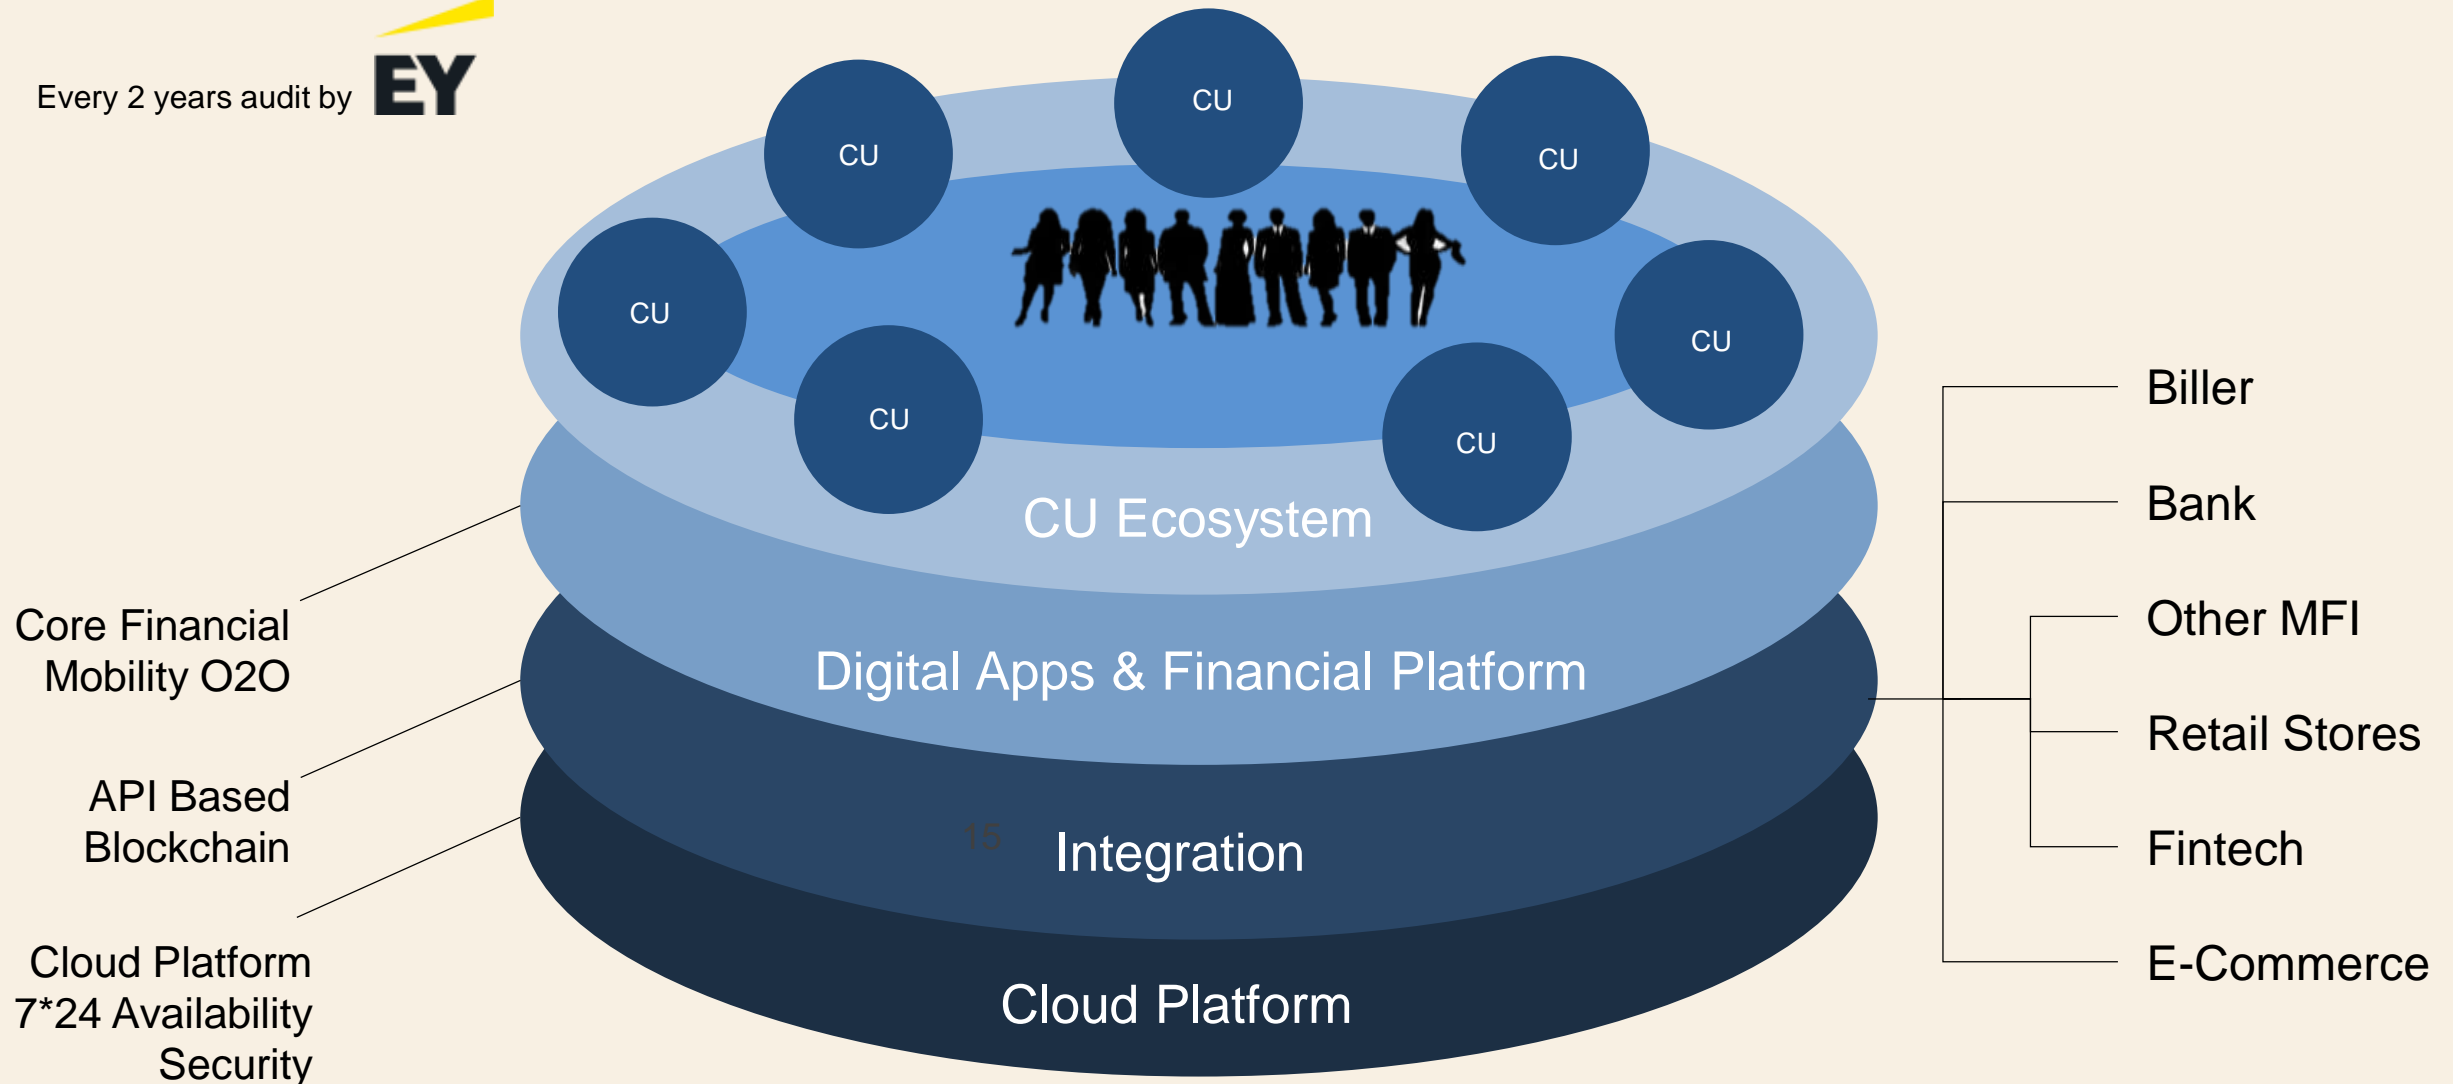 Every 2 years audit by
EY
CU
CU
CU
CU
CU
CU
CU
CU Ecosystem
Digital Apps & Financial Platform
15
Integration
Cloud Platform
Core Financial
Mobility O2O
API Based
Blockchain
Cloud Platform
7*24 Availability
Security
Biller
Bank
Other MFI
Retail Stores
Fintech
E-Commerce